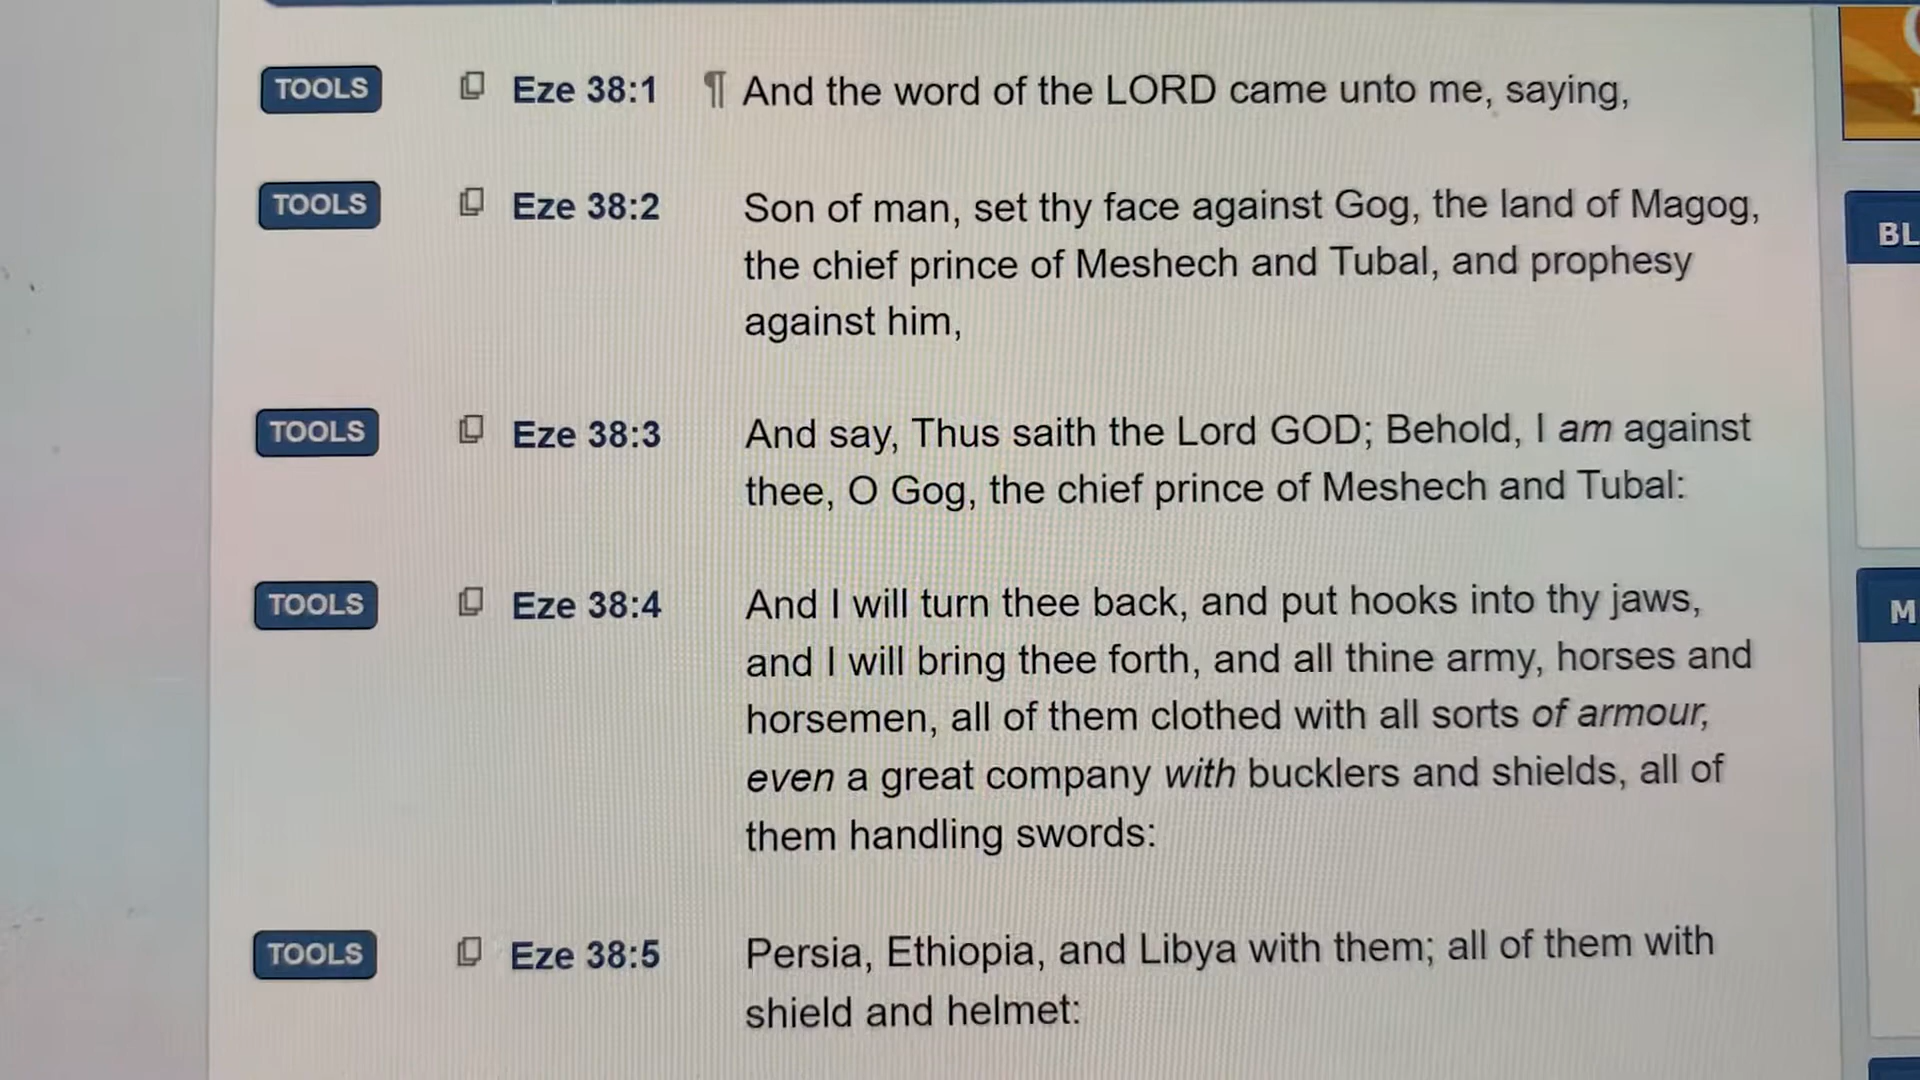 TOOLS Eze 38:1 ¶ And the word of the LORD came unto me, saying,
TOOLS Eze 38:2 Son of man, set thy face against Gog, the land of Magog,
the chief prince of Meshech and Tubal, and prophesy
against him,
TOOLS Eze 38:3 And say, Thus saith the Lord GOD; Behold, I am against
thee, O Gog, the chief prince of Meshech and Tubal:
TOOLS Eze 38:4 And I will turn thee back, and put hooks into thy jaws,
and I will bring thee forth, and all thine army, horses and
horsemen, all of them clothed with all sorts of armour,
even a great company with bucklers and shields, all of
them handling swords:
TOOLS Eze 38:5 Persia, Ethiopia, and Libya with them; all of them with
shield and helmet:
BL
M